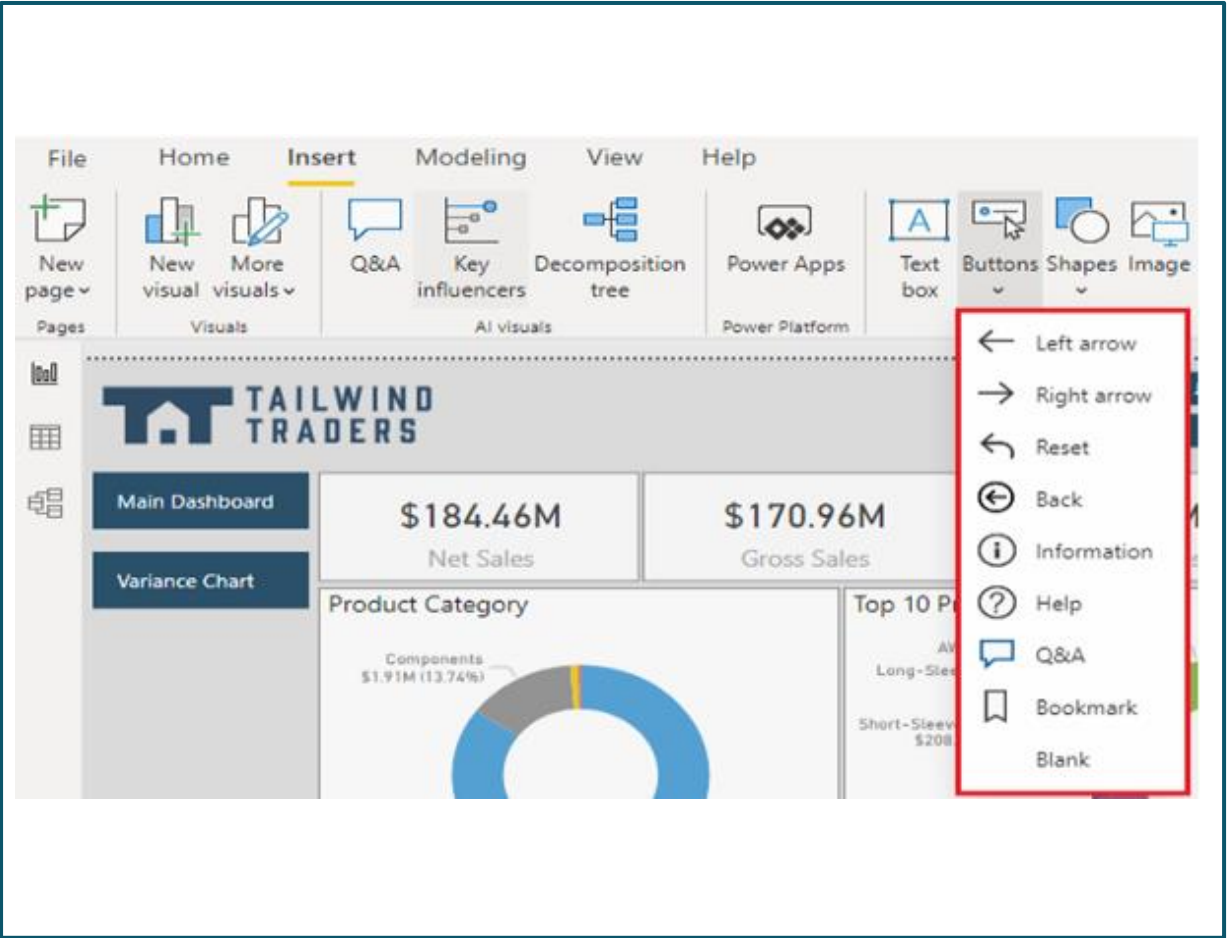 File Home Insert Modeling View Help
New page
New visual
More visuals
Q&A
Key influencers
Decomposition tree
Power Apps
Text box
Buttons
Shapes
Image
Pages
Visuals
AI visuals
Power Platform
Left arrow
Right arrow
Reset
Back
Information
Help
Q&A
Bookmark
Blank
TAILWIND
TRADERS
Main Dashboard
Variance Chart
$184.46M
Net Sales
$170.96M
Gross Sales
Product Category
Components
$1.91M (13.74%)
Top 10
Short-Sleev
$208.